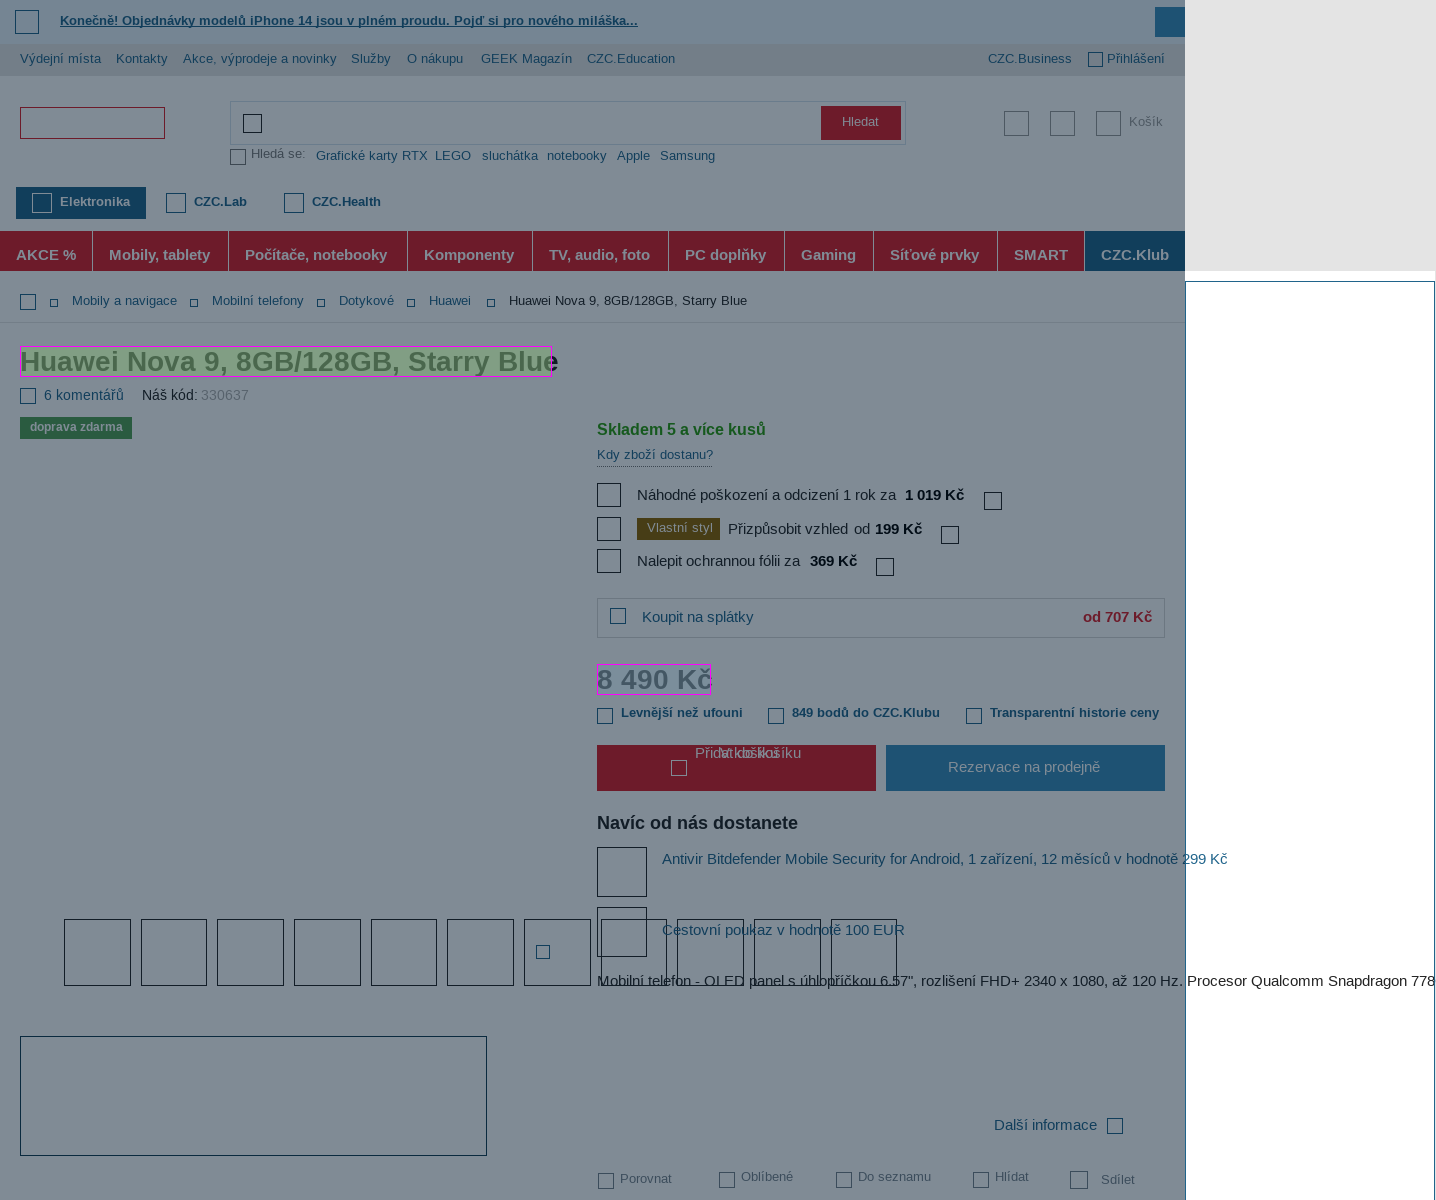 Konečně! Objednávky modelů iPhone 14 jsou v plném proudu. Pojď si pro nového miláška...
Výdejní místa Kontakty Akce, výprodeje a novinky Služby O nákupu GEEK Magazín CZC.Education CZC.Business Přihlášení
Hledat
Košík
Hledá se: Grafické karty RTX LEGO sluchátka notebooky Apple Samsung
Elektronika CZC.Lab CZC.Health
AKCE % Mobily, tablety Počítače, notebooky Komponenty TV, audio, foto PC doplňky Gaming Síťové prvky SMART CZC.Klub
Mobily a navigace Mobilní telefony Dotykové Huawei Huawei Nova 9, 8GB/128GB, Starry Blue
Huawei Nova 9, 8GB/128GB, Starry Blue
6 komentářů Náš kód: 330637
doprava zdarma
Skladem 5 a více kusů
Kdy zboží dostanu?
Náhodné poškození a odcizení 1 rok za 1 019 Kč
Vlastní styl Přizpůsobit vzhled od 199 Kč
Nalepit ochrannou fólii za 369 Kč
Koupit na splátky od 707 Kč
8 490 Kč
Levnější než ufouni 849 bodů do CZC.Klubu Transparentní historie ceny
Přidat do košíku
V košíku
Rezervace na prodejně
Navíc od nás dostanete
Antivir Bitdefender Mobile Security for Android, 1 zařízení, 12 měsíců v hodnotě 299 Kč
Cestovní poukaz v hodnotě 100 EUR
Mobilní telefon - OLED panel s úhlopříčkou 6,57", rozlišení FHD+ 2340 x 1080, až 120 Hz. Procesor Qualcomm Snapdragon 778
Další informace
Porovnat Oblíbené Do seznamu Hlídat Sdílet